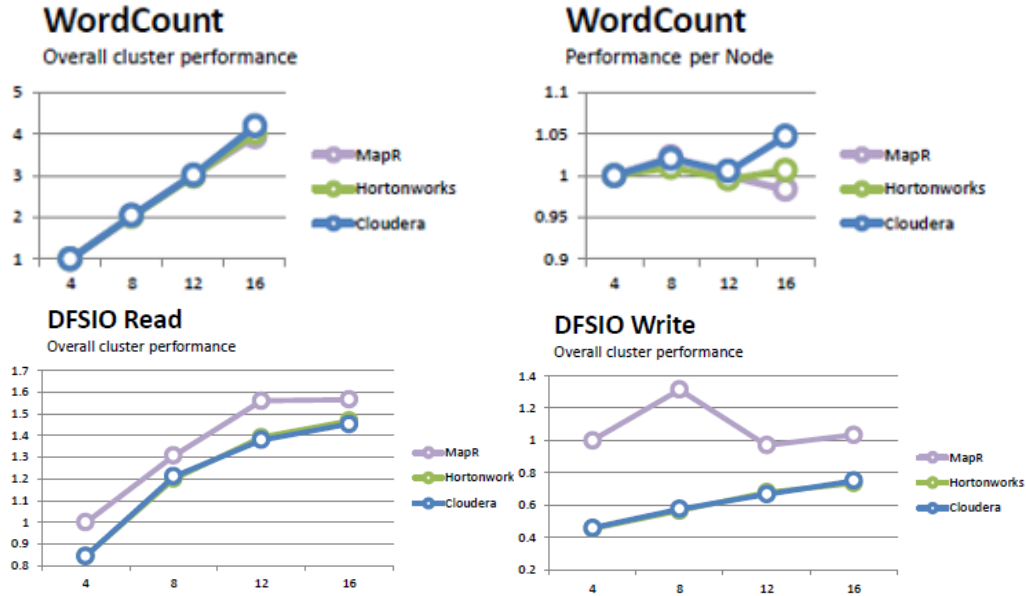 WordCount
Overall cluster performance
5
4
3
2
1
4 8 12 16
MapR
Hortonworks
Cloudera
WordCount
Performance per Node
1.1
1.05
1
0.95
0.9
4 8 12 16
MapR
Hortonworks
Cloudera
DFSIO Read
Overall cluster performance
1.7
1.6
1.5
1.4
1.3
1.2
1.1
1
0.9
0.8
4 8 12 16
MapR
Hortonwork
Cloudera
DFSIO Write
Overall cluster performance
1.4
1.2
1
0.8
0.6
0.4
0.2
4 8 12 16
MapR
Hortonworks
Cloudera